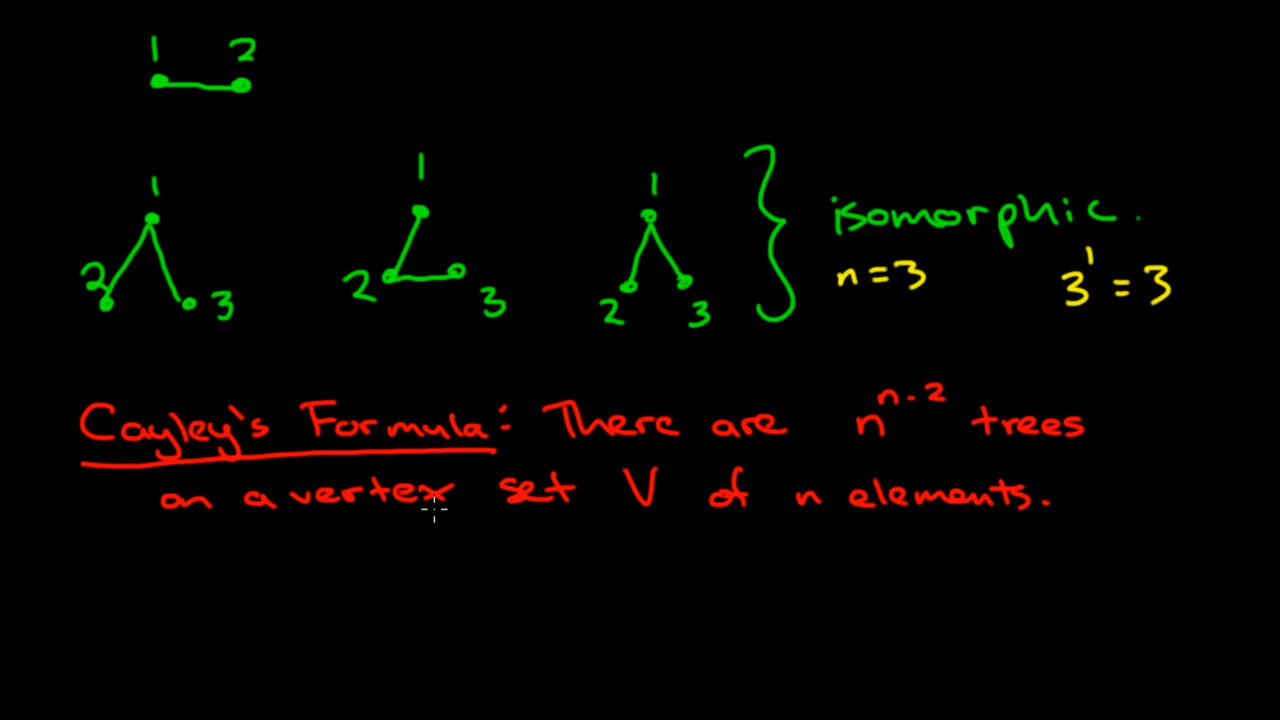 1 2
1 1 1
2 3 2 3 2 3
isomorphic.
n=3 3¹=3
Cayley's Formula: There are nⁿ⁻² trees
on a vertex set V of n elements.